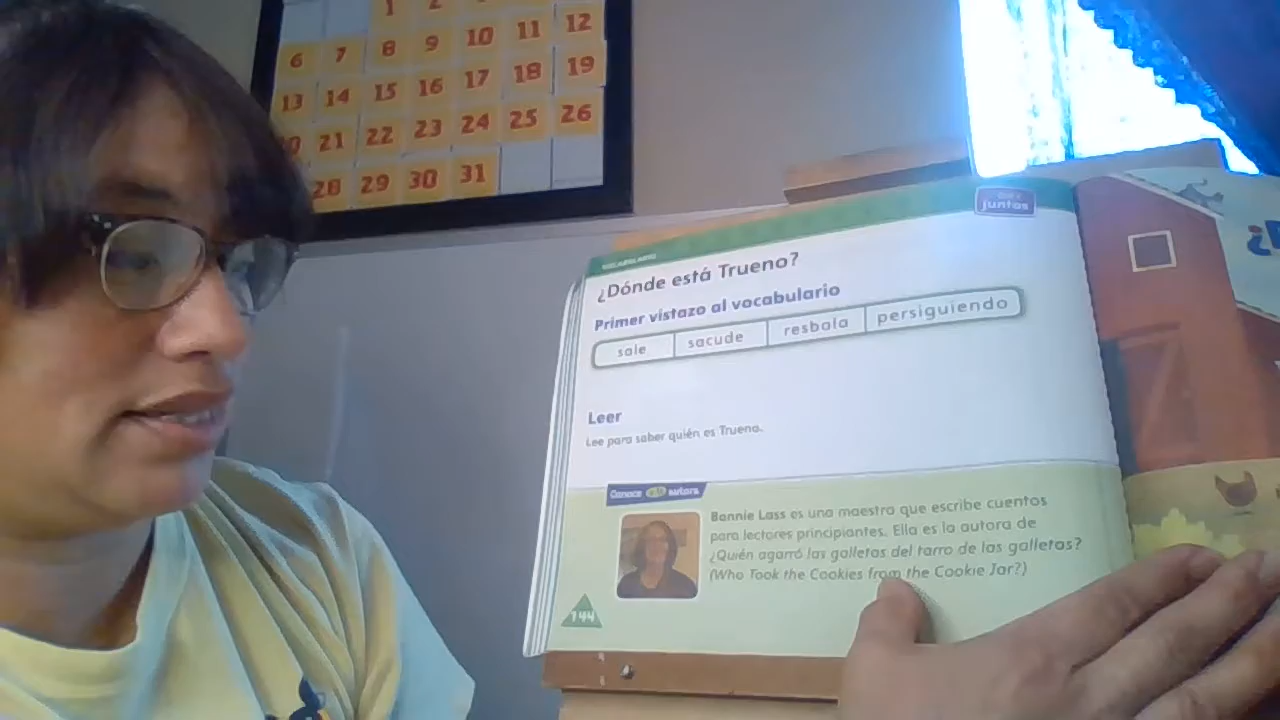 1 2
6 7 8 9 10 11 12
13 14 15 16 17 18 19
21 22 23 24 25 26
28 29 30 31
juntos
VOCABULARIO
¿Dónde está Trueno?
Primer vistazo al vocabulario
sale sacude resbala persiguiendo
Leer
Lee para saber quién es Trueno.
Conoce a la autora
Bonnie Lass es una maestra que escribe cuentos
para lectores principiantes. Ella es la autora de
¿Quién agarró las galletas del tarro de las galletas?
(Who Took the Cookies from the Cookie Jar?)
144